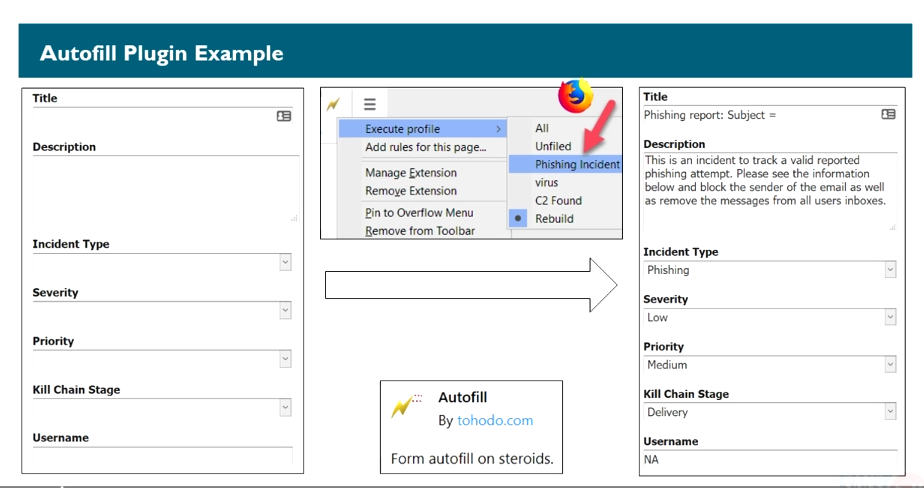 Autofill Plugin Example
Title
Description
Incident Type
Severity
Priority
Kill Chain Stage
Username
Execute profile
Add rules for this page...
Manage Extension
Remove Extension
Pin to Overflow Menu
Remove from Toolbar
All
Unfiled
Phishing Incident
virus
C2 Found
Rebuild
Autofill
By tohodo.com
Form autofill on steroids.
Title
Phishing report: Subject =
Description
This is an incident to track a valid reported
phishing attempt. Please see the information
below and block the sender of the email as well
as remove the messages from all users inboxes.
Incident Type
Phishing
Severity
Low
Priority
Medium
Kill Chain Stage
Delivery
Username
NA